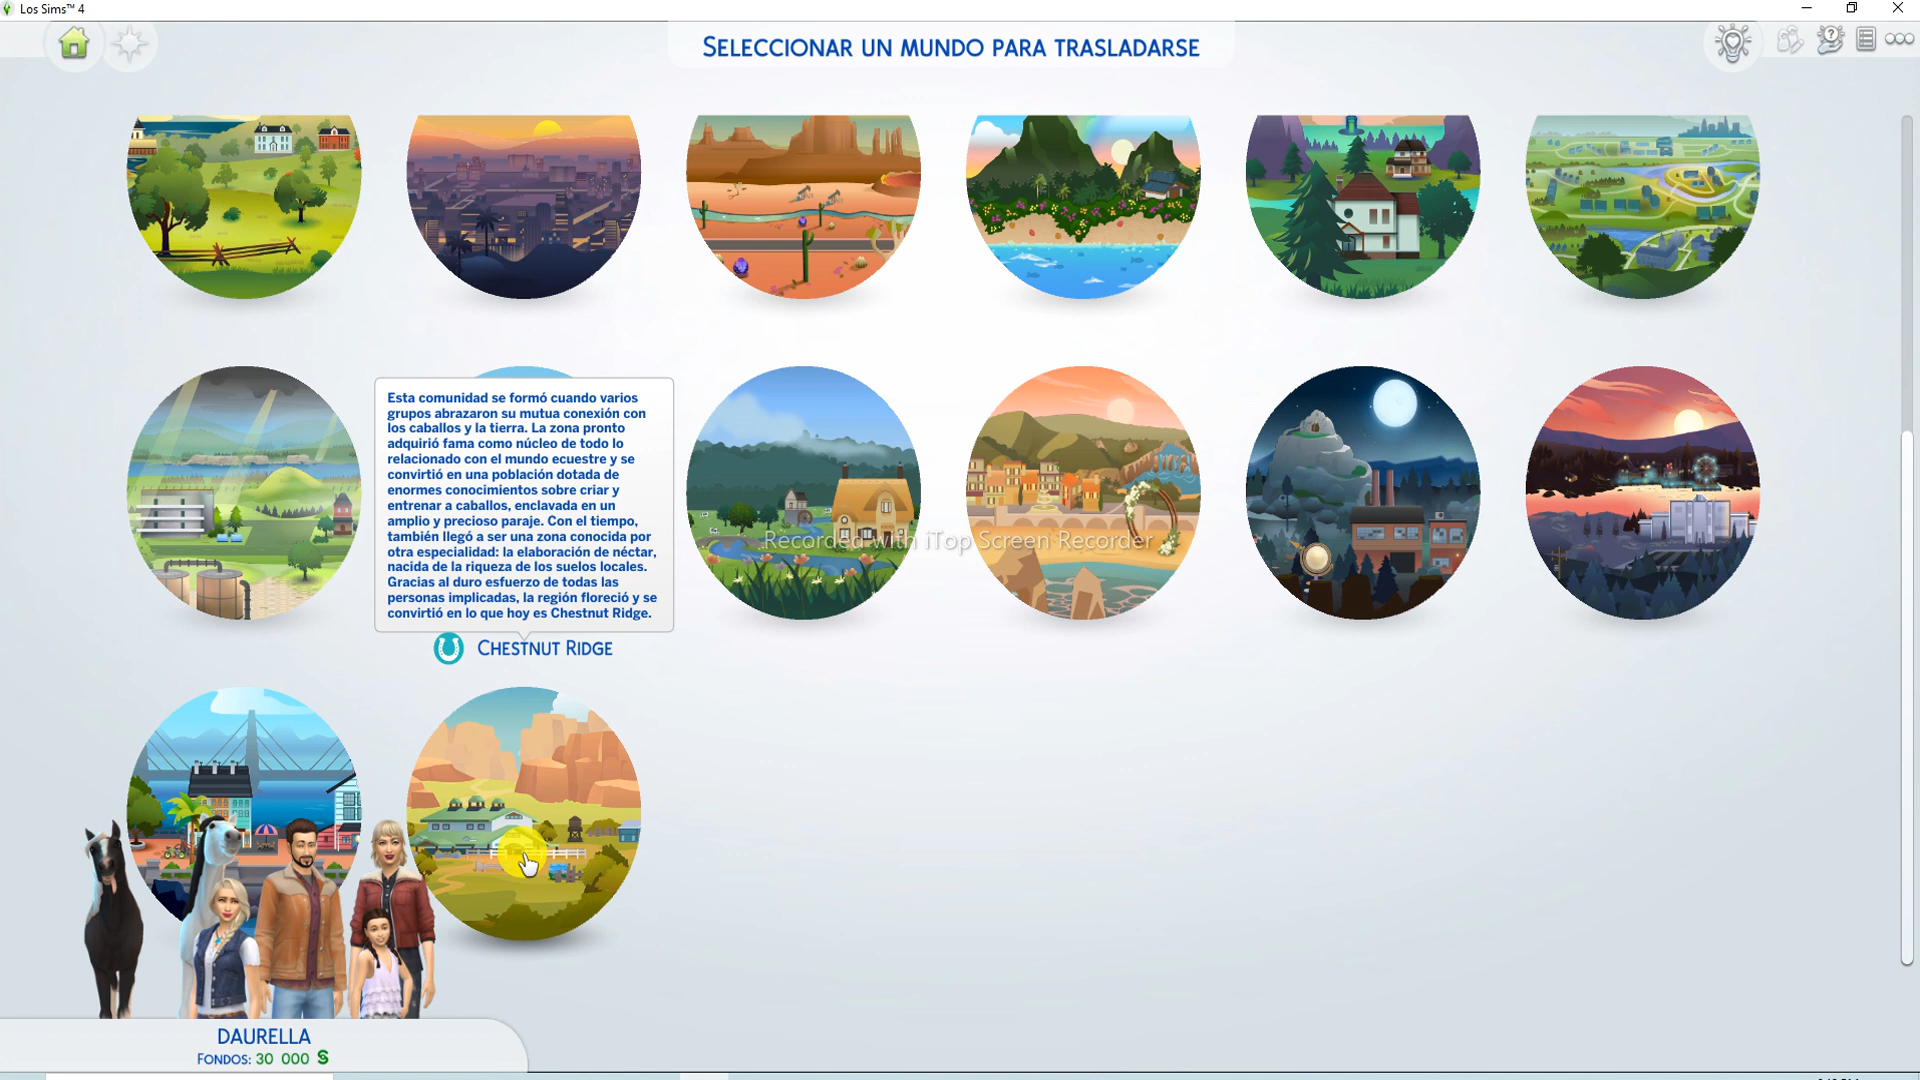 Los Sims™ 4
SELECCIONAR UN MUNDO PARA TRASLADARSE
Esta comunidad se formó cuando varios
grupos abrazaron su mutua conexión con
los caballos y la tierra. La zona pronto
adquirió fama como núcleo de todo lo
relacionado con el mundo ecuestre y se
convirtió en una población dotada de
enormes conocimientos sobre criar y
entrenar a caballos, enclavada en un
amplio y precioso paraje. Con el tiempo,
también llegó a ser una zona conocida por
otra especialidad: la elaboración de néctar,
nacida de la riqueza de los suelos locales.
Gracias al duro esfuerzo de todas las
personas implicadas, la región floreció y se
convirtió en lo que hoy es Chestnut Ridge.
Recorded with iTop Screen Recorder
CHESTNUT RIDGE
DAURELLA
FONDOS: 30 000 §